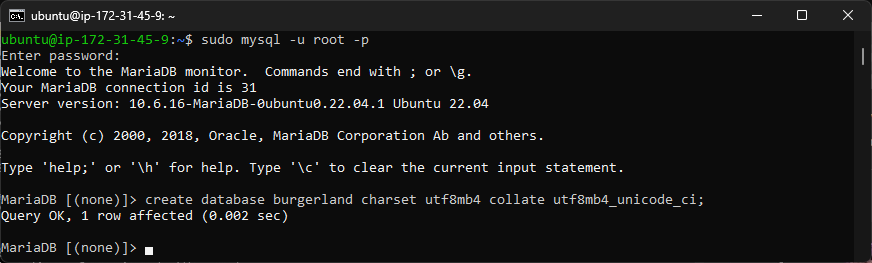 ubuntu@ip-172-31-45-9: ~
ubuntu@ip-172-31-45-9:~$ sudo mysql -u root -p
Enter password:
Welcome to the MariaDB monitor.  Commands end with ; or \g.
Your MariaDB connection id is 31
Server version: 10.6.16-MariaDB-0ubuntu0.22.04.1 Ubuntu 22.04
Copyright (c) 2000, 2018, Oracle, MariaDB Corporation Ab and others.
Type 'help;' or '\h' for help. Type '\c' to clear the current input statement.
MariaDB [(none)]> create database burgerland charset utf8mb4 collate utf8mb4_unicode_ci;
Query OK, 1 row affected (0.002 sec)
MariaDB [(none)]>